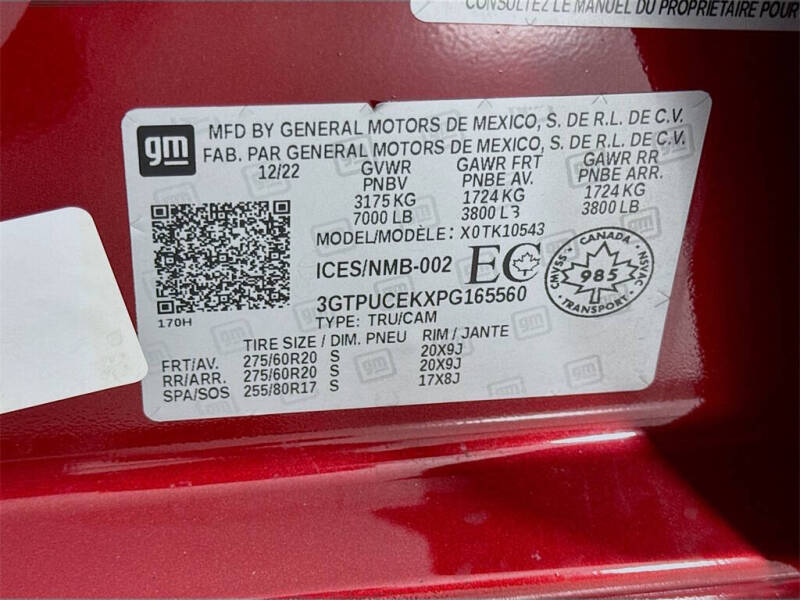 CONSULTEZ LE MANUEL DU PROPRIÉTAIRE POUR
gm MFD BY GENERAL MOTORS DE MEXICO, S. DE R.L. DE C.V.
FAB. PAR GENERAL MOTORS DE MEXICO, S. DE R.L. DE C.V.
12/22 GVWR GAWR FRT GAWR RR
PNBV PNBE AV. PNBE ARR.
3175 KG 1724 KG 1724 KG
7000 LB 3800 LB 3800 LB
MODEL/MODÈLE: X0TK10543
ICES/NMB-002 EC
CANADA
CMVSS 985 NSVAC
TRANSPORTS
3GTPUCEKXPG165560
170H TYPE: TRU/CAM
TIRE SIZE / DIM. PNEU RIM / JANTE
FRT/AV. 275/60R20 S 20X9J
RR/ARR. 275/60R20 S 20X9J
SPA/SOS 255/80R17 S 17X8J